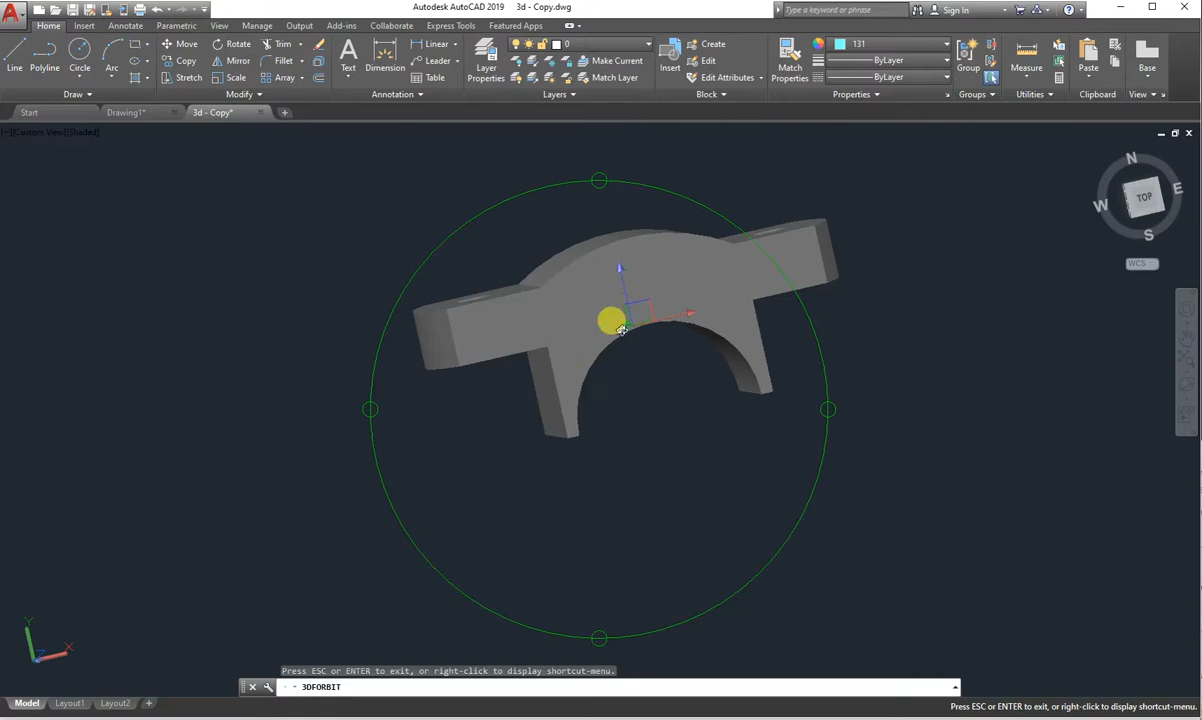 Autodesk AutoCAD 2019 3d - Copy.dwg
Type a keyword or phrase
Sign In
Home Insert Annotate Parametric View Manage Output Add-ins Collaborate Express Tools Featured Apps
Line Polyline Circle Arc
Move Rotate Trim
Copy Mirror Fillet
Stretch Scale Array
Text Dimension
Linear
Leader
Table
Layer Properties
0
Make Current
Match Layer
Insert
Create
Edit
Edit Attributes
Match Properties
131
ByLayer
ByLayer
Group
Measure
Paste
Base
Draw Modify Annotation Layers Block Properties Groups Utilities Clipboard View
Start Drawing1* 3d - Copy*
[−][Custom View][Shaded]
N
W TOP E
S
WCS
Y
Z X
Press ESC or ENTER to exit, or right-click to display shortcut-menu.
3DFORBIT
Model Layout1 Layout2 +
Press ESC or ENTER to exit, or right-click to display shortcut-menu.